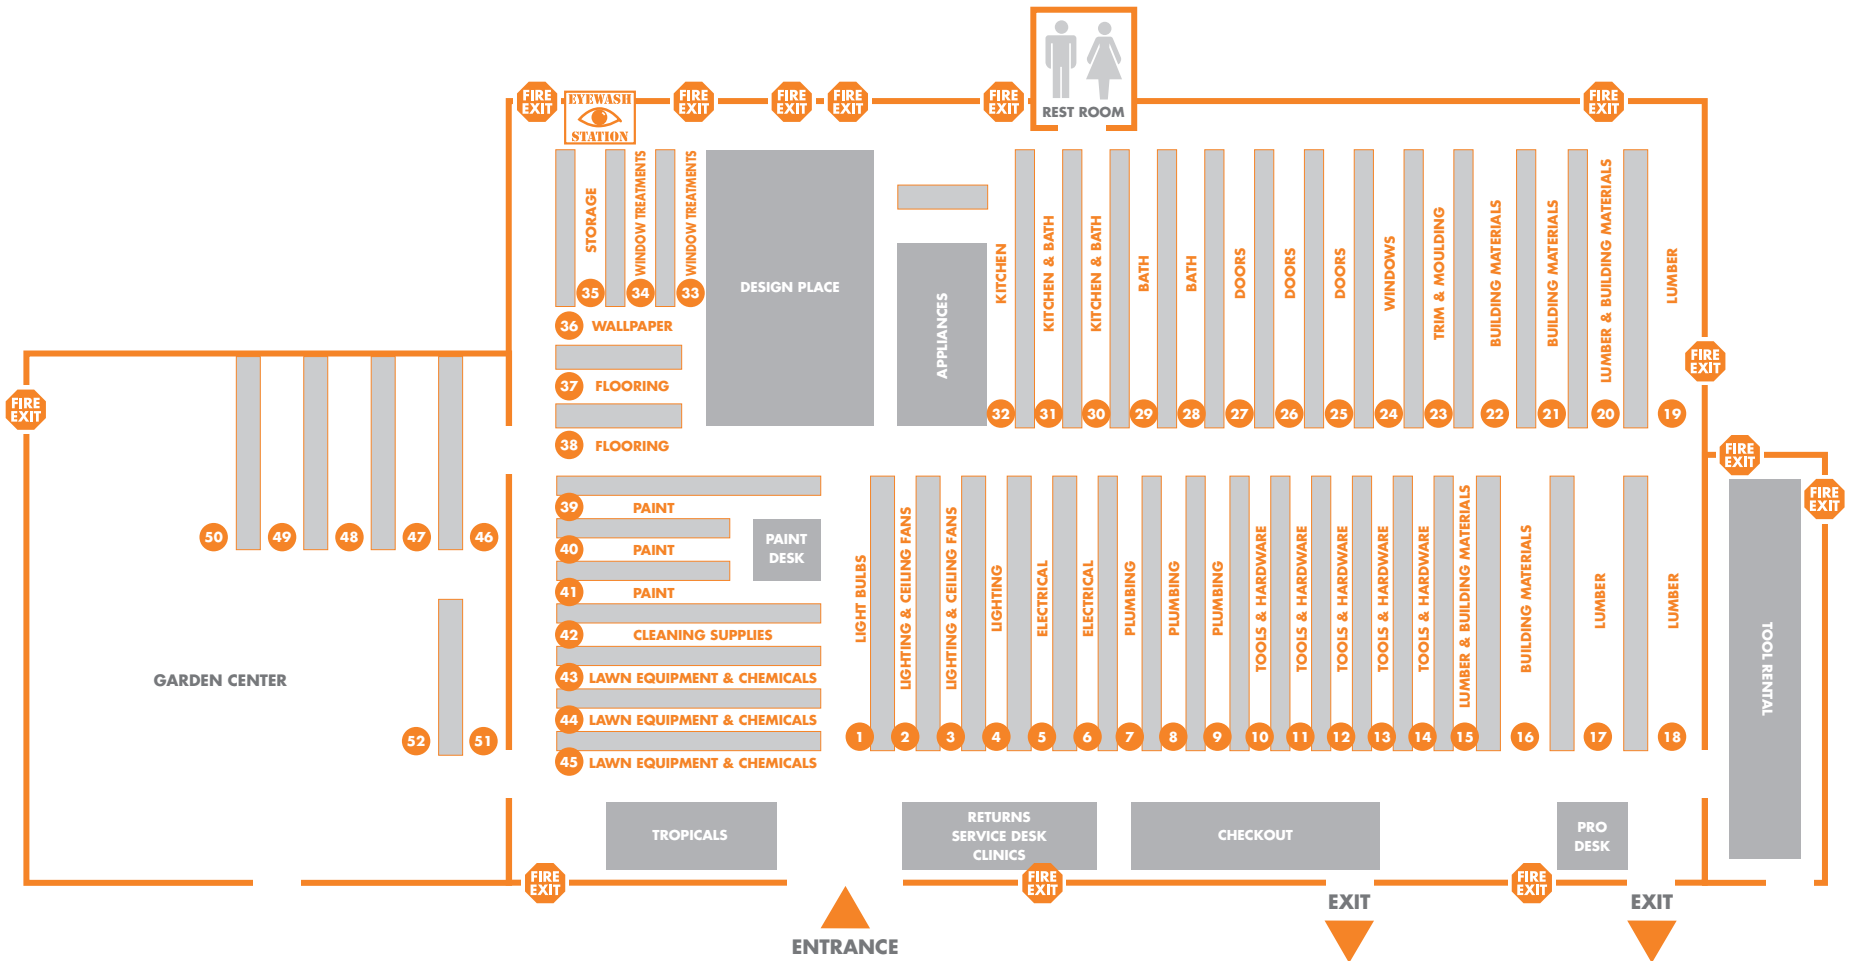 REST ROOM
FIRE
EXIT
EYEWASH
STATION
FIRE
EXIT
FIRE
EXIT
FIRE
EXIT
FIRE
EXIT
FIRE
EXIT
STORAGE
35
WINDOW TREATMENTS
34
WINDOW TREATMENTS
33
DESIGN PLACE
APPLIANCES
KITCHEN
32
KITCHEN & BATH
31
KITCHEN & BATH
30
BATH
29
BATH
28
DOORS
27
DOORS
26
DOORS
25
WINDOWS
24
TRIM & MOULDING
23
BUILDING MATERIALS
22
BUILDING MATERIALS
21
LUMBER & BUILDING MATERIALS
20
LUMBER
19
FIRE
EXIT
36 WALLPAPER
37 FLOORING
38 FLOORING
FIRE
EXIT
FIRE
EXIT
FIRE
EXIT
50
49
48
47
46
39 PAINT
40 PAINT
41 PAINT
PAINT
DESK
42 CLEANING SUPPLIES
43 LAWN EQUIPMENT & CHEMICALS
44 LAWN EQUIPMENT & CHEMICALS
45 LAWN EQUIPMENT & CHEMICALS
GARDEN CENTER
52
51
LIGHT BULBS
1
LIGHTING & CEILING FANS
2
LIGHTING & CEILING FANS
3
LIGHTING
4
ELECTRICAL
5
ELECTRICAL
6
PLUMBING
7
PLUMBING
8
PLUMBING
9
TOOLS & HARDWARE
10
TOOLS & HARDWARE
11
TOOLS & HARDWARE
12
TOOLS & HARDWARE
13
TOOLS & HARDWARE
14
LUMBER & BUILDING MATERIALS
15
BUILDING MATERIALS
16
LUMBER
17
LUMBER
18
TOOL RENTAL
TROPICALS
RETURNS
SERVICE DESK
CLINICS
CHECKOUT
PRO
DESK
FIRE
EXIT
FIRE
EXIT
FIRE
EXIT
ENTRANCE
EXIT
EXIT